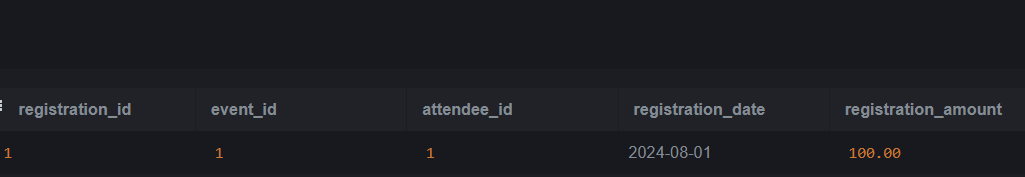 registration_id event_id attendee_id registration_date registration_amount
1 1 1 2024-08-01 100.00